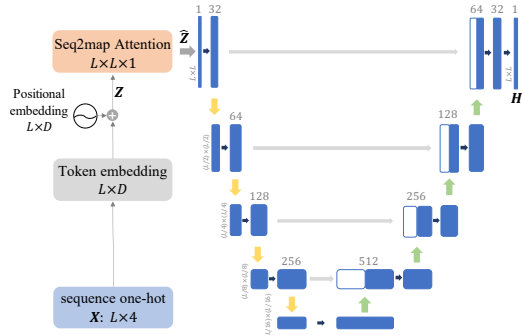 Seq2map Attention
L×L×1
Z
Positional
embedding
L×D
Token embedding
L×D
sequence one-hot
X: L×4
Ẑ
1 32
L×L
64
(L/2)×(L/2)
128
(L/4)×(L/4)
256
(L/8)×(L/8)
(L/16)×(L/16)
512
256
128
64 32 1
L×L
H